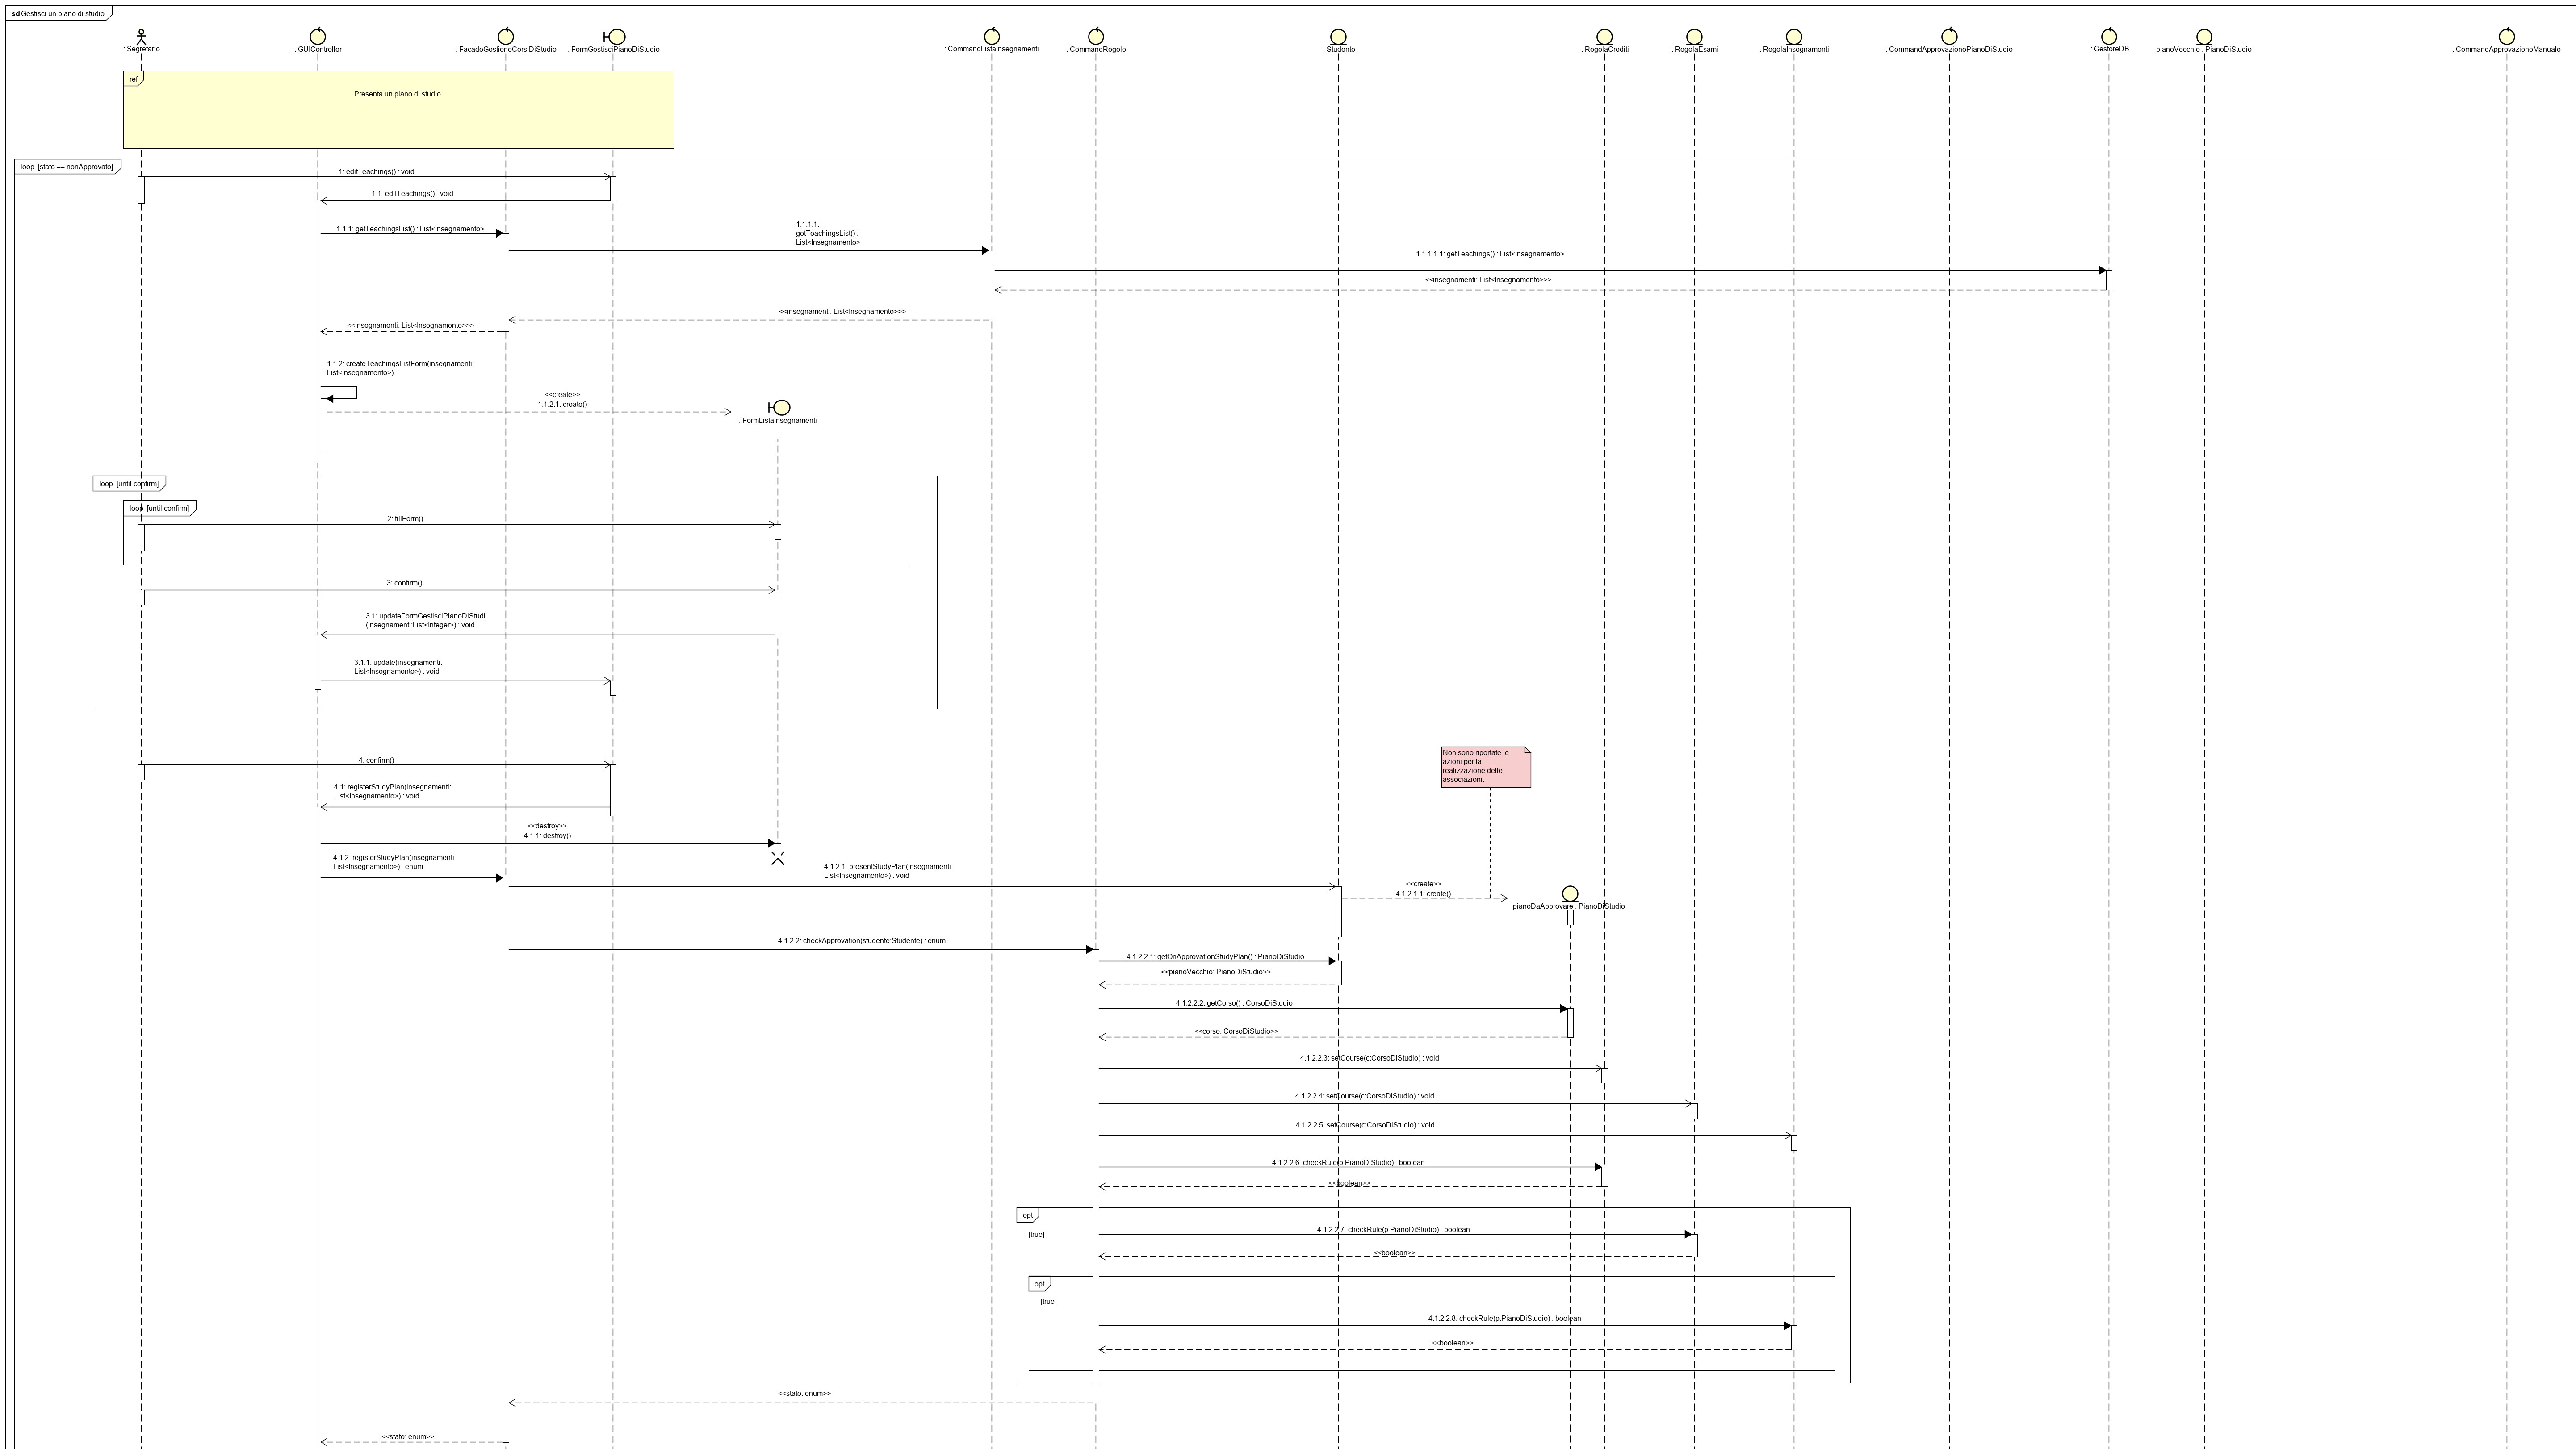 sd Gestisci un piano di studio
: Segretario
: GUIController
: FacadeGestioneCorsiDiStudio
: FormGestisciPianoDiStudio
: CommandListaInsegnamenti
: CommandRegole
: Studente
: RegolaCrediti
: RegolaEsami
: RegolaInsegnamenti
: CommandApprovazionePianoDiStudio
: GestoreDB
pianoVecchio : PianoDiStudio
: CommandApprovazioneManuale
ref
Presenta un piano di studio
loop [stato == nonApprovato]
1: editTeachings() : void
1.1: editTeachings() : void
1.1.1: getTeachingsList() : List<Insegnamento>
1.1.1.1:
getTeachingsList() :
List<Insegnamento>
1.1.1.1.1: getTeachings() : List<Insegnamento>
<<insegnamenti: List<Insegnamento>>>
<<insegnamenti: List<Insegnamento>>>
<<insegnamenti: List<Insegnamento>>>
1.1.2: createTeachingsListForm(insegnamenti:
List<Insegnamento>)
<<create>>
1.1.2.1: create()
: FormListaInsegnamenti
loop [until confirm]
loop [until confirm]
2: fillForm()
3: confirm()
3.1: updateFormGestisciPianoDiStudi
(insegnamenti:List<Integer>) : void
3.1.1: update(insegnamenti:
List<Insegnamento>) : void
Non sono riportate le
azioni per la
realizzazione delle
associazioni.
4: confirm()
4.1: registerStudyPlan(insegnamenti:
List<Insegnamento>) : void
<<destroy>>
4.1.1: destroy()
4.1.2: registerStudyPlan(insegnamenti:
List<Insegnamento>) : enum
4.1.2.1: presentStudyPlan(insegnamenti:
List<Insegnamento>) : void
<<create>>
4.1.2.1.1: create()
pianoDaApprovare : PianoDiStudio
4.1.2.2: checkApprovation(studente:Studente) : enum
4.1.2.2.1: getOnApprovationStudyPlan() : PianoDiStudio
<<pianoVecchio: PianoDiStudio>>
4.1.2.2.2: getCorso() : CorsoDiStudio
<<corso: CorsoDiStudio>>
4.1.2.2.3: setCourse(c:CorsoDiStudio) : void
4.1.2.2.4: setCourse(c:CorsoDiStudio) : void
4.1.2.2.5: setCourse(c:CorsoDiStudio) : void
4.1.2.2.6: checkRule(p:PianoDiStudio) : boolean
<<boolean>>
opt
[true]
4.1.2.2.7: checkRule(p:PianoDiStudio) : boolean
<<boolean>>
opt
[true]
4.1.2.2.8: checkRule(p:PianoDiStudio) : boolean
<<boolean>>
<<stato: enum>>
<<stato: enum>>